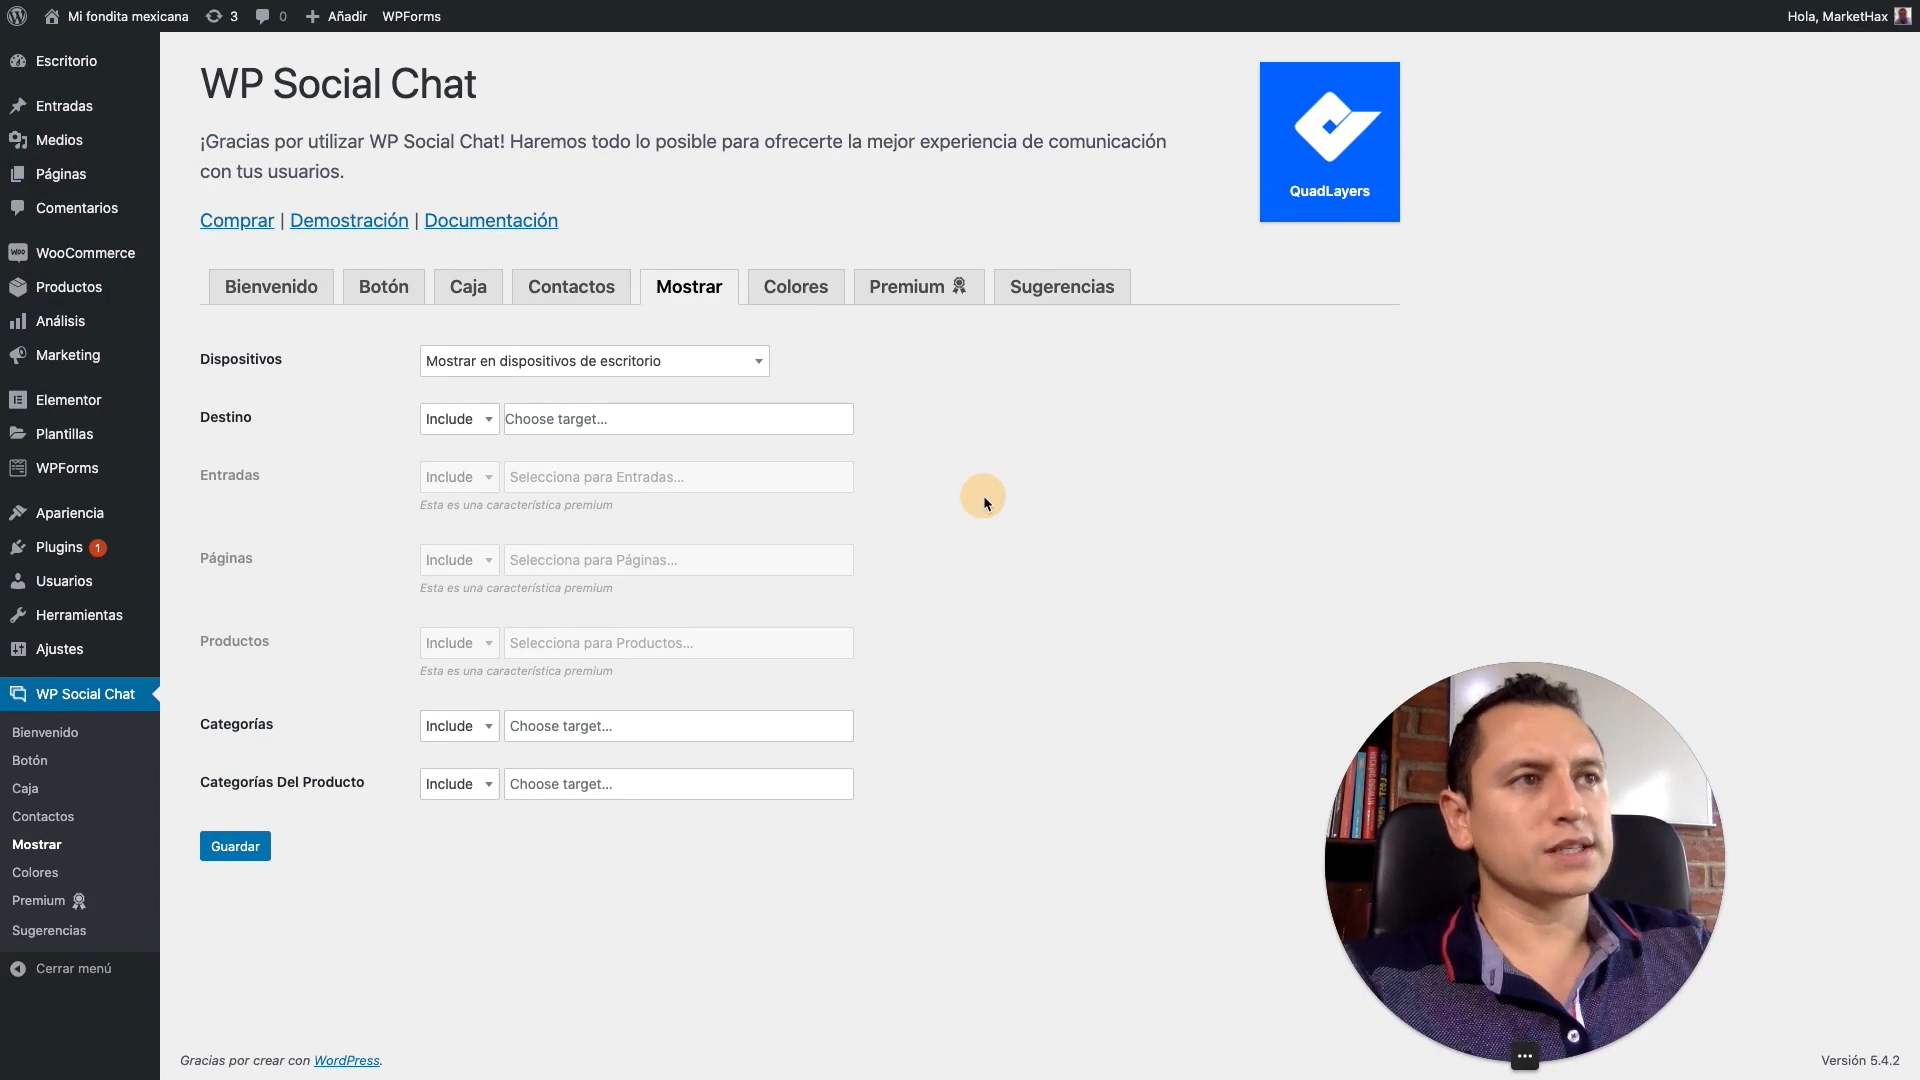 Mi fondita mexicana
3
0
Añadir
WPForms
Hola, MarketHax
Escritorio
Entradas
Medios
Páginas
Comentarios
WooCommerce
Productos
Análisis
Marketing
Elementor
Plantillas
WPForms
Apariencia
Plugins 1
Usuarios
Herramientas
Ajustes
WP Social Chat
Bienvenido
Botón
Caja
Contactos
Mostrar
Colores
Premium
Sugerencias
Cerrar menú
WP Social Chat
¡Gracias por utilizar WP Social Chat! Haremos todo lo posible para ofrecerte la mejor experiencia de comunicación
con tus usuarios.
Comprar | Demostración | Documentación
QuadLayers
Bienvenido
Botón
Caja
Contactos
Mostrar
Colores
Premium
Sugerencias
Dispositivos
Mostrar en dispositivos de escritorio
Destino
Include
Choose target...
Entradas
Include
Selecciona para Entradas...
Esta es una característica premium
Páginas
Include
Selecciona para Páginas...
Esta es una característica premium
Productos
Include
Selecciona para Productos...
Esta es una característica premium
Categorías
Include
Choose target...
Categorías Del Producto
Include
Choose target...
Guardar
Gracias por crear con WordPress.
Versión 5.4.2